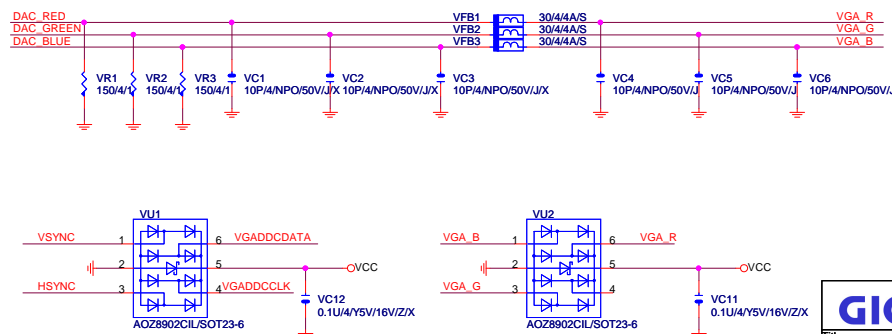 DAC_RED VFB1 30/4/4A/S VGA_R
DAC_GREEN VFB2 30/4/4A/S VGA_G
DAC_BLUE VFB3 30/4/4A/S VGA_B
VR1 VR2 VR3 VC1 VC2 VC3 VC4 VC5 VC6
150/4/1 150/4/1 150/4/1 10P/4/NPO/50V/J/X 10P/4/NPO/50V/J/X 10P/4/NPO/50V/J/X 10P/4/NPO/50V/J 10P/4/NPO/50V/J 10P/4/NPO/50V/J
VU1 VU2
VSYNC 1 6 VGADDCDATA VGA_B 1 6 VGA_R
2 5 VCC 2 5 VCC
HSYNC 3 4 VGADDCCLK VGA_G 3 4
VC12 VC11
0.1U/4/Y5V/16V/Z/X 0.1U/4/Y5V/16V/Z/X
AOZ8902CIL/SOT23-6 AOZ8902CIL/SOT23-6